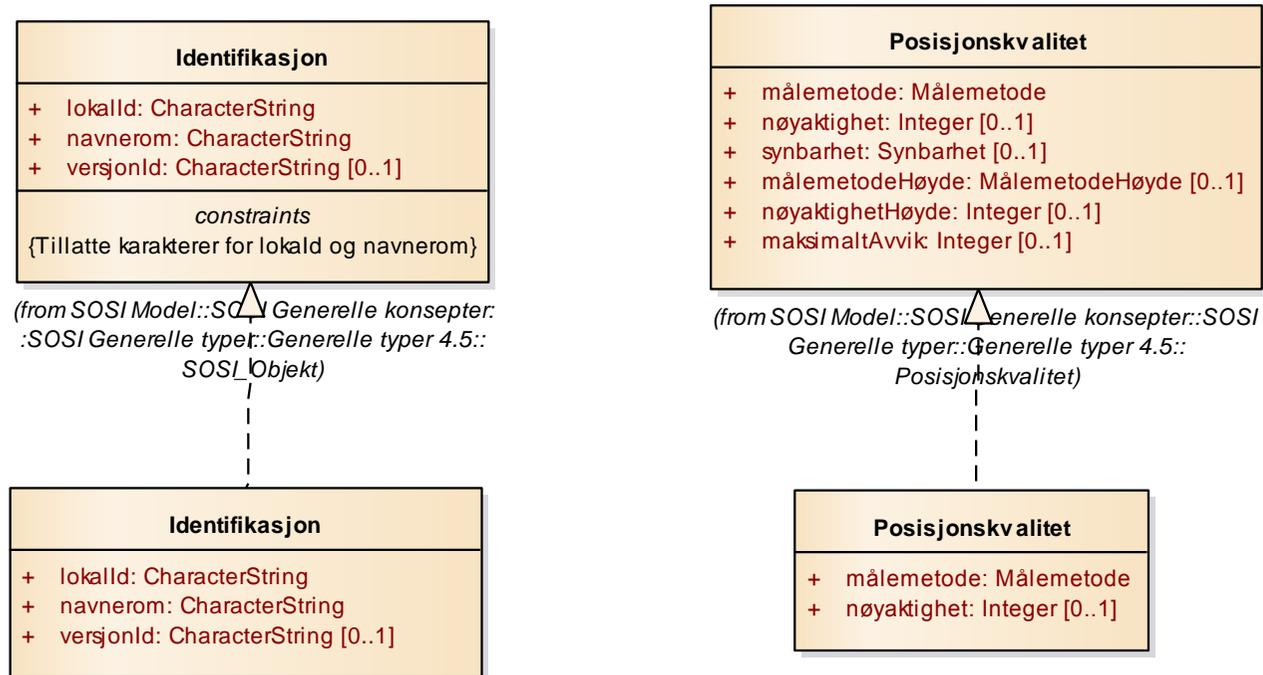 Identifikasjon
+ lokalId: CharacterString
+ navnerom: CharacterString
+ versjonId: CharacterString [0..1]
constraints
{Tillatte karakterer for lokaId og navnerom}
(from SOSI Model::SOSI Generelle konsepter:
:SOSI Generelle typer::Generelle typer 4.5::
SOSI_Objekt)
Identifikasjon
+ lokalId: CharacterString
+ navnerom: CharacterString
+ versjonId: CharacterString [0..1]
Posisjonskvalitet
+ målemetode: Målemetode
+ nøyaktighet: Integer [0..1]
+ synbarhet: Synbarhet [0..1]
+ målemetodeHøyde: MålemetodeHøyde [0..1]
+ nøyaktighetHøyde: Integer [0..1]
+ maksimaltAvvik: Integer [0..1]
(from SOSI Model::SOSI Generelle konsepter::SOSI
Generelle typer::Generelle typer 4.5::
Posisjonskvalitet)
Posisjonskvalitet
+ målemetode: Målemetode
+ nøyaktighet: Integer [0..1]